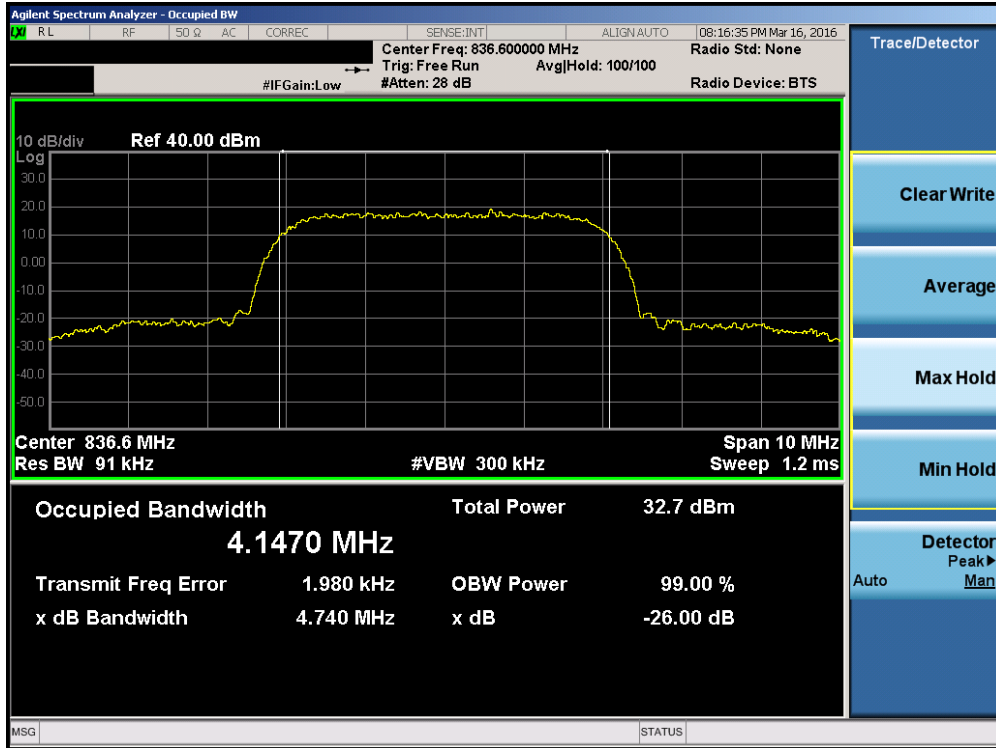 Agilent Spectrum Analyzer - Occupied BW
LXI RL RF 50 Ω AC CORREC SENSE:INT ALIGN AUTO 08:16:35 PM Mar 16, 2016
Center Freq: 836.600000 MHz Radio Std: None
Trig: Free Run Avg|Hold: 100/100
#IFGain:Low #Atten: 28 dB Radio Device: BTS
10 dB/div Ref 40.00 dBm
Log
30.0
20.0
10.0
0.00
-10.0
-20.0
-30.0
-40.0
-50.0
Center 836.6 MHz Span 10 MHz
Res BW 91 kHz #VBW 300 kHz Sweep 1.2 ms
Occupied Bandwidth Total Power 32.7 dBm
4.1470 MHz
Transmit Freq Error 1.980 kHz OBW Power 99.00 %
x dB Bandwidth 4.740 MHz x dB -26.00 dB
MSG STATUS
Trace/Detector
Clear Write
Average
Max Hold
Min Hold
Detector
Peak▶
Auto Man